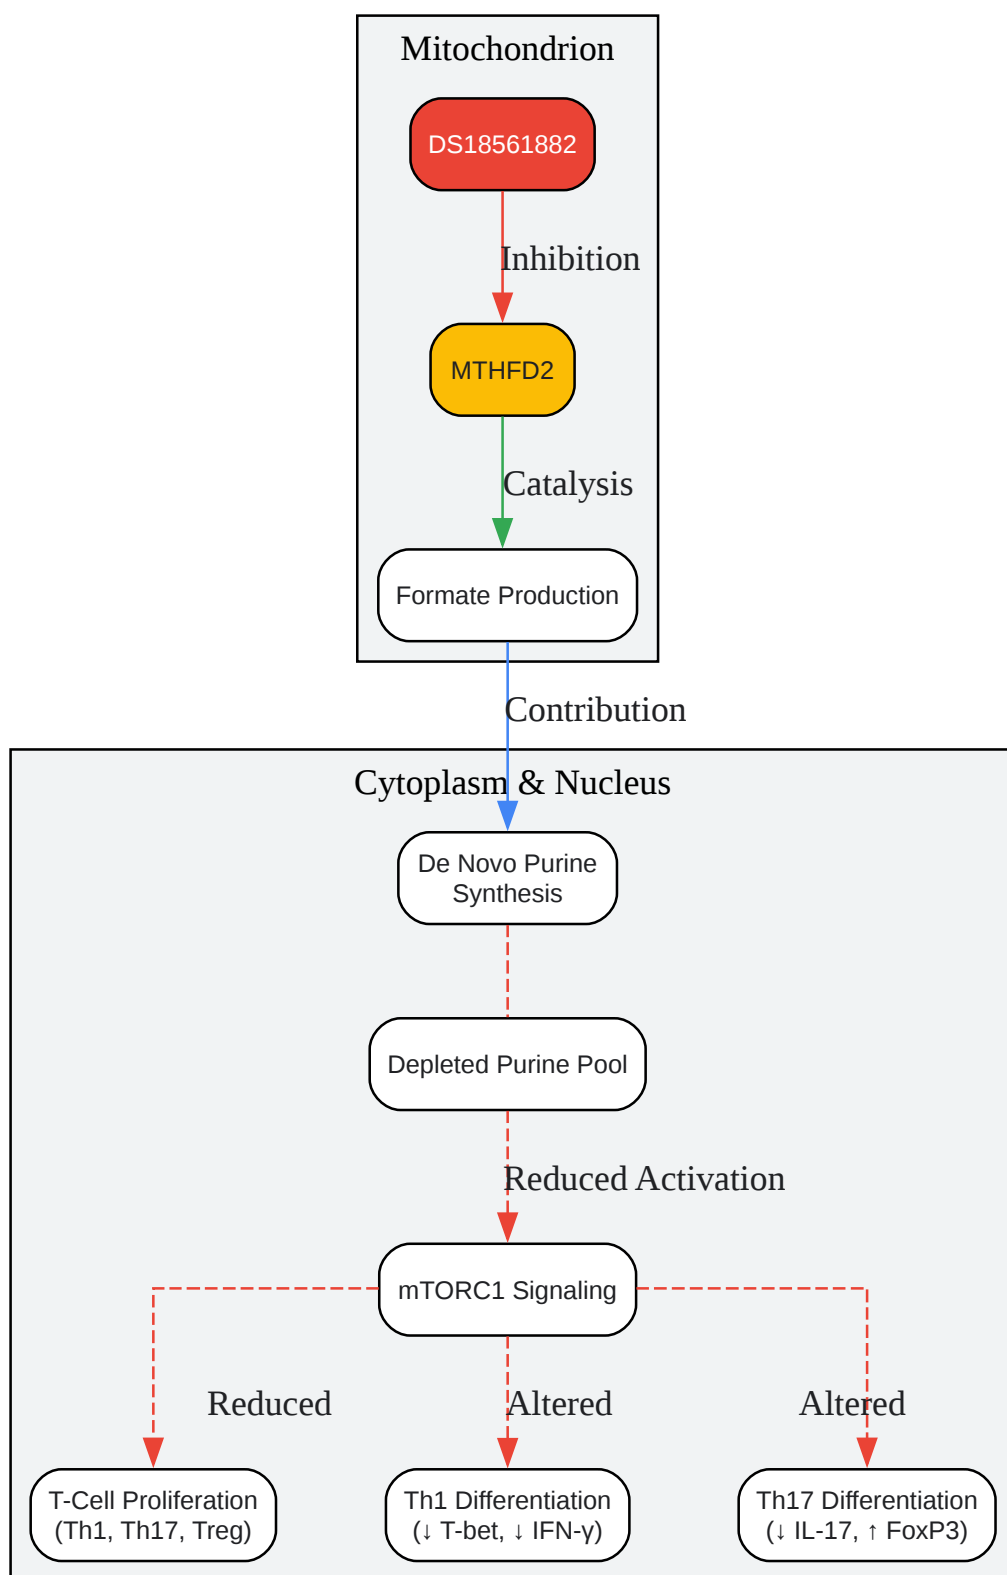 Mitochondrion
DS18561882
Inhibition
MTHFD2
Catalysis
Formate Production
Contribution
Cytoplasm & Nucleus
De Novo Purine
Synthesis
Depleted Purine Pool
Reduced Activation
mTORC1 Signaling
Reduced
Altered
Altered
T-Cell Proliferation
(Th1, Th17, Treg)
Th1 Differentiation
(↓ T-bet, ↓ IFN-γ)
Th17 Differentiation
(↓ IL-17, ↑ FoxP3)